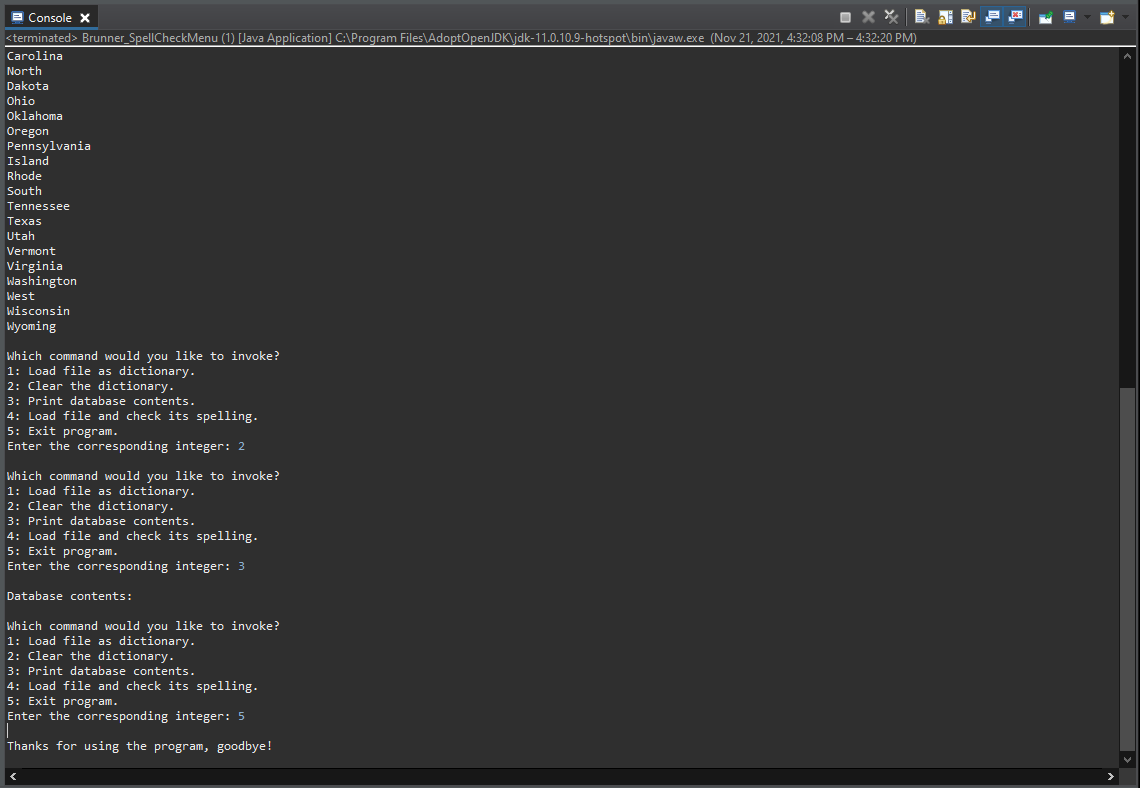 Console
<terminated> Brunner_SpellCheckMenu (1) [Java Application] C:\Program Files\AdoptOpenJDK\jdk-11.0.10.9-hotspot\bin\javaw.exe (Nov 21, 2021, 4:32:08 PM – 4:32:20 PM)
Carolina
North
Dakota
Ohio
Oklahoma
Oregon
Pennsylvania
Island
Rhode
South
Tennessee
Texas
Utah
Vermont
Virginia
Washington
West
Wisconsin
Wyoming
Which command would you like to invoke?
1: Load file as dictionary.
2: Clear the dictionary.
3: Print database contents.
4: Load file and check its spelling.
5: Exit program.
Enter the corresponding integer: 2
Which command would you like to invoke?
1: Load file as dictionary.
2: Clear the dictionary.
3: Print database contents.
4: Load file and check its spelling.
5: Exit program.
Enter the corresponding integer: 3
Database contents:
Which command would you like to invoke?
1: Load file as dictionary.
2: Clear the dictionary.
3: Print database contents.
4: Load file and check its spelling.
5: Exit program.
Enter the corresponding integer: 5
Thanks for using the program, goodbye!